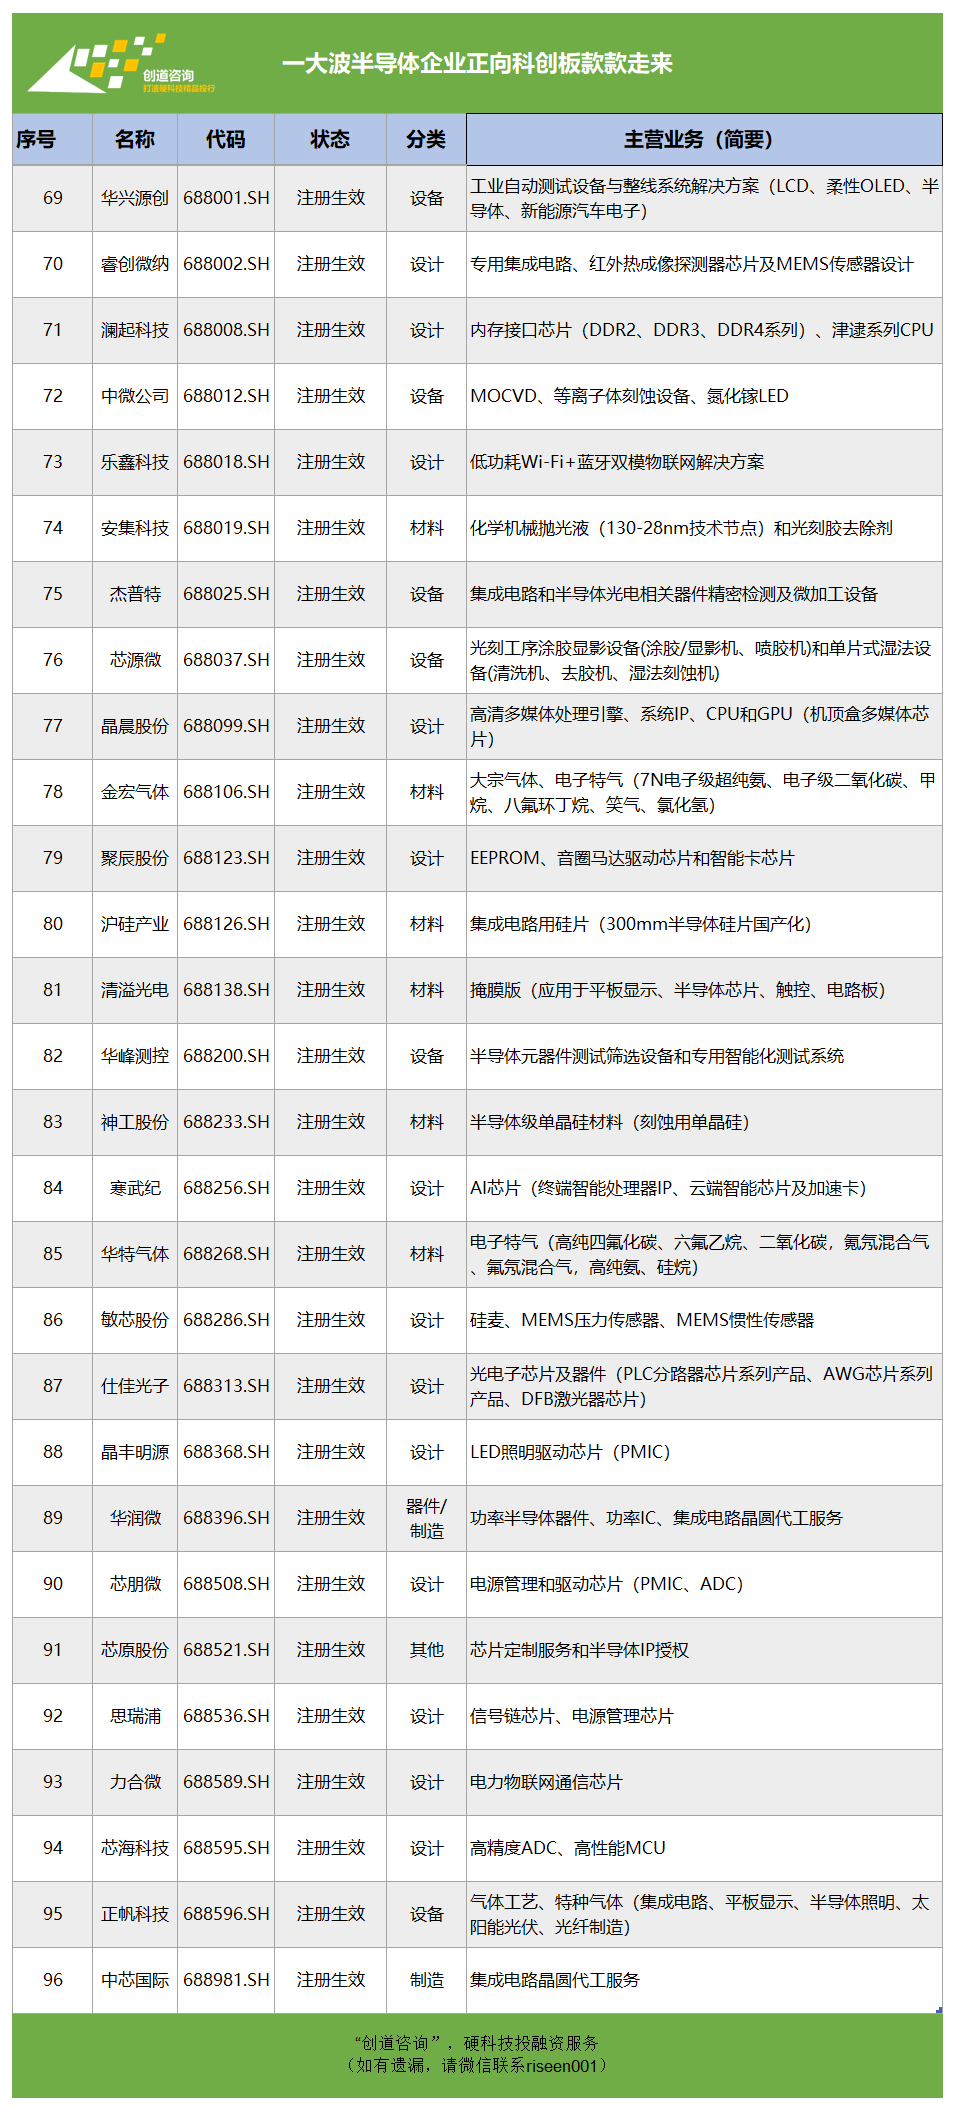 创道咨询
打造硬科技精品投行
一大波半导体企业正向科创板款款走来
序号 名称 代码 状态 分类 主营业务（简要）
69 华兴源创 688001.SH 注册生效 设备 工业自动测试设备与整线系统解决方案（LCD、柔性OLED、半
导体、新能源汽车电子）
70 睿创微纳 688002.SH 注册生效 设计 专用集成电路、红外热成像探测器芯片及MEMS传感器设计
71 澜起科技 688008.SH 注册生效 设计 内存接口芯片（DDR2、DDR3、DDR4系列）、津逮系列CPU
72 中微公司 688012.SH 注册生效 设备 MOCVD、等离子体刻蚀设备、氮化镓LED
73 乐鑫科技 688018.SH 注册生效 设计 低功耗Wi-Fi+蓝牙双模物联网解决方案
74 安集科技 688019.SH 注册生效 材料 化学机械抛光液（130-28nm技术节点）和光刻胶去除剂
75 杰普特 688025.SH 注册生效 设备 集成电路和半导体光电相关器件精密检测及微加工设备
76 芯源微 688037.SH 注册生效 设备 光刻工序涂胶显影设备(涂胶/显影机、喷胶机)和单片式湿法设
备(清洗机、去胶机、湿法刻蚀机)
77 晶晨股份 688099.SH 注册生效 设计 高清多媒体处理引擎、系统IP、CPU和GPU（机顶盒多媒体芯
片）
78 金宏气体 688106.SH 注册生效 材料 大宗气体、电子特气（7N电子级超纯氨、电子级二氧化碳、甲
烷、八氟环丁烷、笑气、氯化氢）
79 聚辰股份 688123.SH 注册生效 设计 EEPROM、音圈马达驱动芯片和智能卡芯片
80 沪硅产业 688126.SH 注册生效 材料 集成电路用硅片（300mm半导体硅片国产化）
81 清溢光电 688138.SH 注册生效 材料 掩膜版（应用于平板显示、半导体芯片、触控、电路板）
82 华峰测控 688200.SH 注册生效 设备 半导体元器件测试筛选设备和专用智能化测试系统
83 神工股份 688233.SH 注册生效 材料 半导体级单晶硅材料（刻蚀用单晶硅）
84 寒武纪 688256.SH 注册生效 设计 AI芯片（终端智能处理器IP、云端智能芯片及加速卡）
85 华特气体 688268.SH 注册生效 材料 电子特气（高纯四氟化碳、六氟乙烷、二氧化碳，氪氖混合气
、氟氖混合气，高纯氨、硅烷）
86 敏芯股份 688286.SH 注册生效 设计 硅麦、MEMS压力传感器、MEMS惯性传感器
87 仕佳光子 688313.SH 注册生效 设计 光电子芯片及器件（PLC分路器芯片系列产品、AWG芯片系列
产品、DFB激光器芯片）
88 晶丰明源 688368.SH 注册生效 设计 LED照明驱动芯片（PMIC）
89 华润微 688396.SH 注册生效 器件/
制造 功率半导体器件、功率IC、集成电路晶圆代工服务
90 芯朋微 688508.SH 注册生效 设计 电源管理和驱动芯片（PMIC、ADC）
91 芯原股份 688521.SH 注册生效 其他 芯片定制服务和半导体IP授权
92 思瑞浦 688536.SH 注册生效 设计 信号链芯片、电源管理芯片
93 力合微 688589.SH 注册生效 设计 电力物联网通信芯片
94 芯海科技 688595.SH 注册生效 设计 高精度ADC、高性能MCU
95 正帆科技 688596.SH 注册生效 设备 气体工艺、特种气体（集成电路、平板显示、半导体照明、太
阳能光伏、光纤制造）
96 中芯国际 688981.SH 注册生效 制造 集成电路晶圆代工服务
“创道咨询”，硬科技投融资服务
（如有遗漏，请微信联系riseen001）